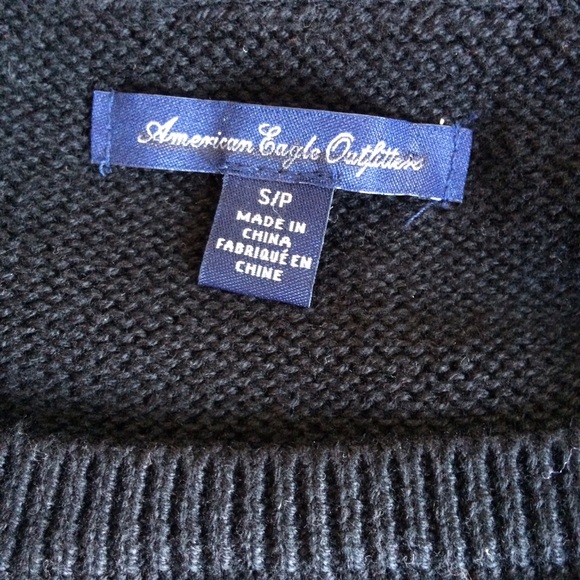 American Eagle Outfitters
S/P
MADE IN
CHINA
FABRIQUÉ EN
CHINE